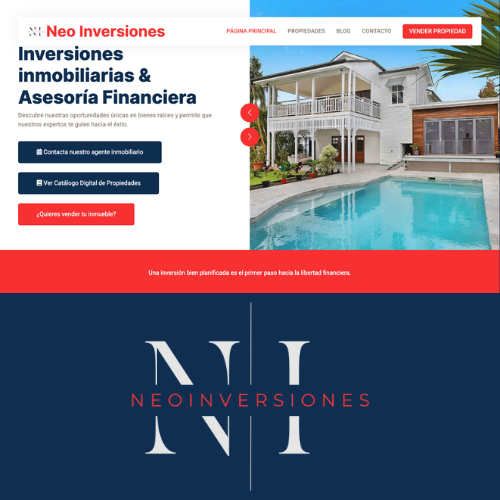 NI Neo Inversiones
PÁGINA PRINCIPAL PROPIEDADES BLOG CONTACTO VENDER PROPIEDAD
Inversiones
inmobiliarias &
Asesoría Financiera
Descubre nuestras oportunidades únicas en bienes raíces y permite que
nuestros expertos te guíen hacia el éxito.
Contacta nuestro agente inmobiliario
Ver Catálogo Digital de Propiedades
¿Quieres vender tu inmueble?
Una inversión bien planificada es el primer paso hacia la libertad financiera.
NI
NEOINVERSIONES